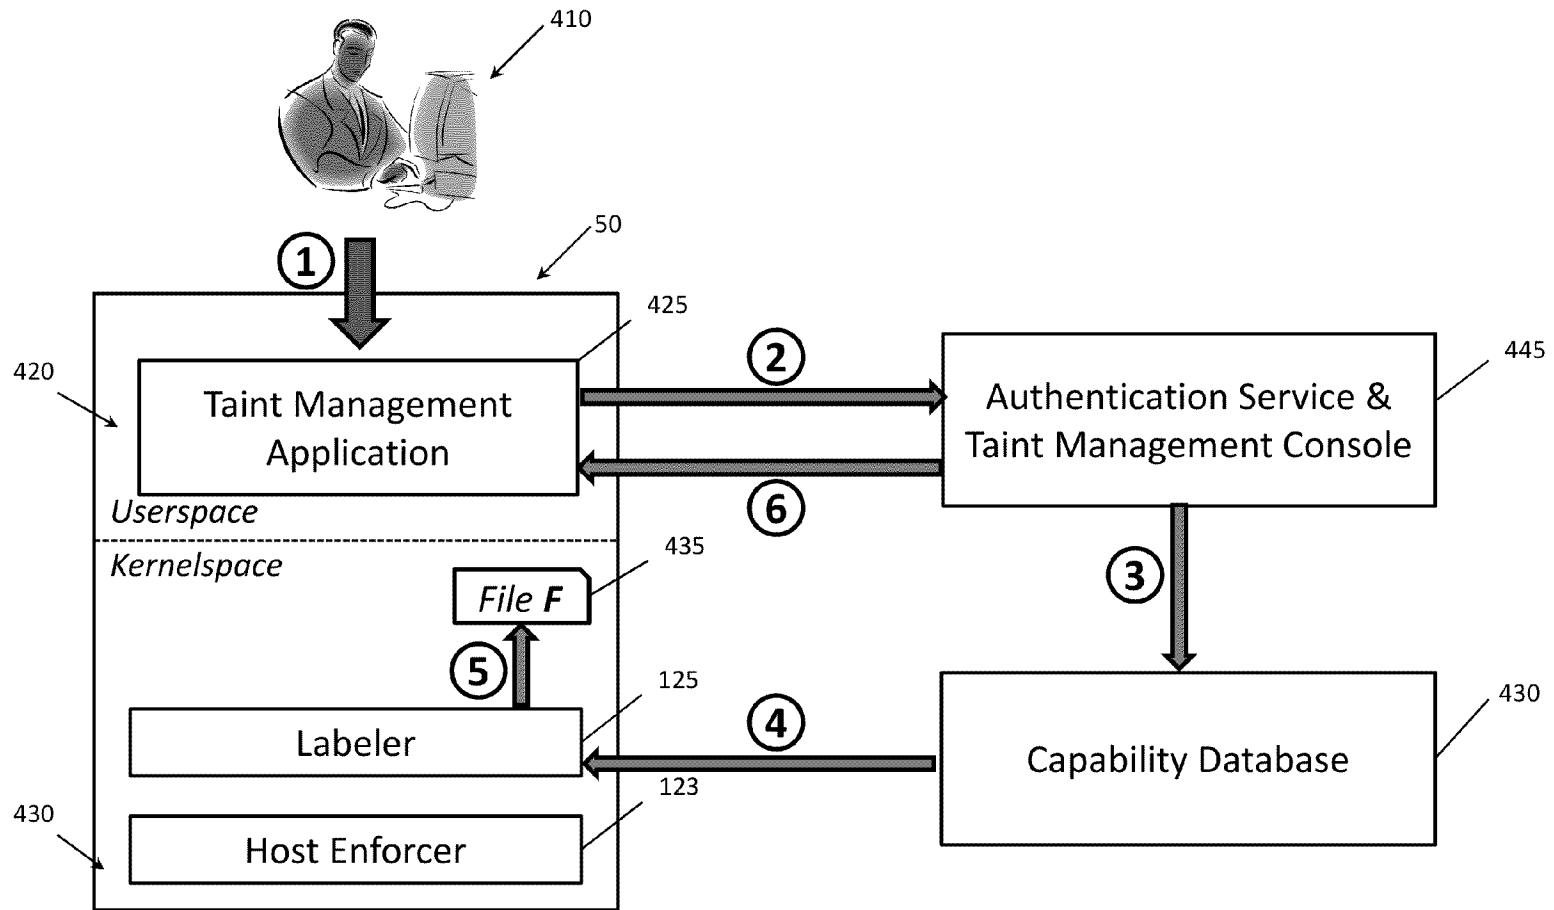 410
50
1
425
2
445
420
Taint Management
Application
Authentication Service &
Taint Management Console
6
Userspace
Kernelspace
435
File F
3
5
125
4
430
Labeler
Capability Database
123
430
Host Enforcer